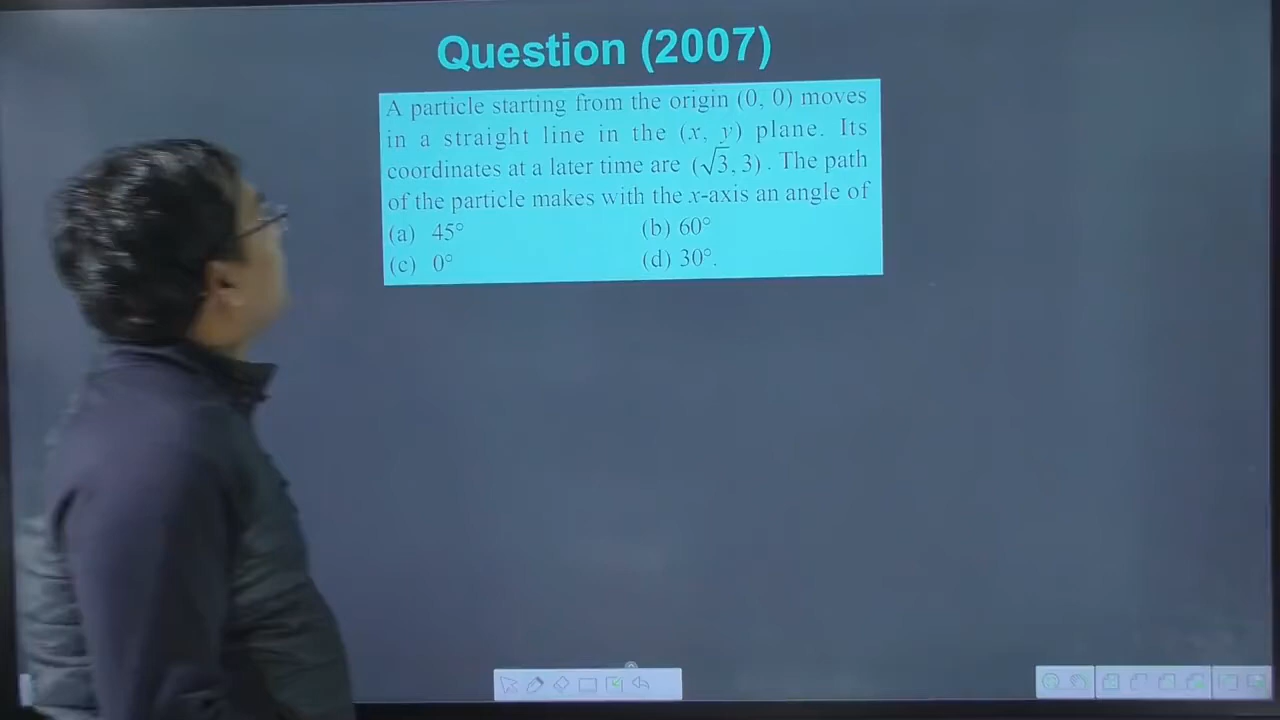 Question (2007)
A particle starting from the origin (0, 0) moves
in a straight line in the (x, y) plane. Its
coordinates at a later time are (√3, 3). The path
of the particle makes with the x-axis an angle of
(a) 45° (b) 60°
(c) 0° (d) 30°.